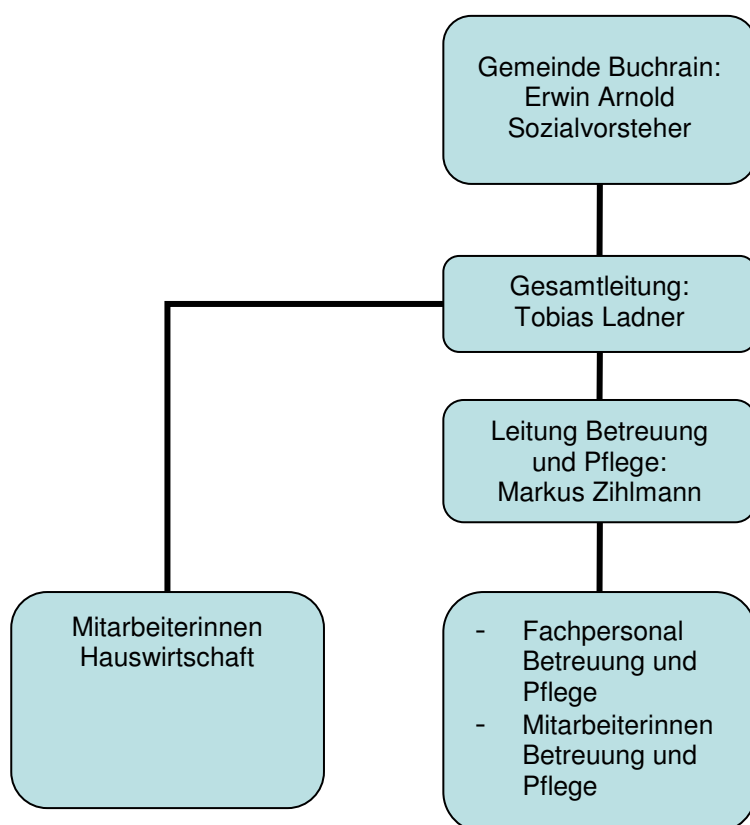 Gemeinde Buchrain:
Erwin Arnold
Sozialvorsteher
Gesamtleitung:
Tobias Ladner
Leitung Betreuung
und Pflege:
Markus Zihlmann
Mitarbeiterinnen
Hauswirtschaft
- Fachpersonal
Betreuung und
Pflege
- Mitarbeiterinnen
Betreuung und
Pflege